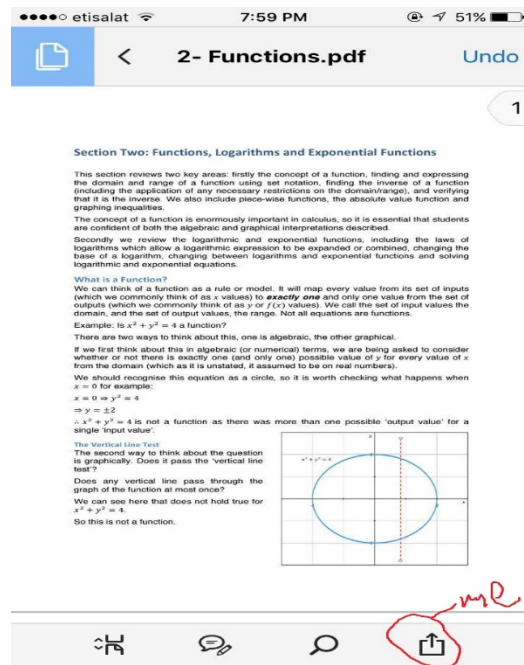 etisalat 7:59 PM 51%
2- Functions.pdf Undo
1
Section Two: Functions, Logarithms and Exponential Functions
This section reviews two key areas: firstly the concept of a function, finding and expressing
the domain and range of a function using set notation, finding the inverse of a function
(including the application of any necessary restrictions on the domain/range), and verifying
that it is the inverse. We also include piece-wise functions, the absolute value function and
graphing inequalities.
The concept of a function is enormously important in calculus, so it is essential that students
are confident of both the algebraic and graphical interpretations described.
Secondly we review the logarithmic and exponential functions, including the laws of
logarithms which allow a logarithmic expression to be expanded or combined, changing the
base of a logarithm, changing between logarithms and exponential functions and solving
logarithmic and exponential equations.
What is a Function?
We can think of a function as a rule or model. It will map every value from its set of inputs
(which we commonly think of as x values) to exactly one and only one value from the set of
outputs (which we commonly think of as y or f(x) values). We call the set of input values the
domain, and the set of output values, the range. Not all equations are functions.
Example: Is x² + y² = 4 a function?
There are two ways to think about this, one is algebraic, the other graphical.
If we first think about this in algebraic (or numerical) terms, we are being asked to consider
whether or not there is exactly one (and only one) possible value of y for every value of x
from the domain (which as it is unstated, it assumed to be on real numbers).
We should recognise this equation as a circle, so it is worth checking what happens when
x = 0 for example:
x = 0 ⇒ y² = 4
⇒ y = ±2
∴ x² + y² = 4 is not a function as there was more than one possible 'output value' for a
single 'input value'.
The Vertical Line Test
The second way to think about the question
is graphically. Does it pass the 'vertical line
test'?
Does any vertical line pass through the
graph of the function at most once?
We can see here that does not hold true for
x² + y² = 4.
So this is not a function.
x² + y² = 4
me